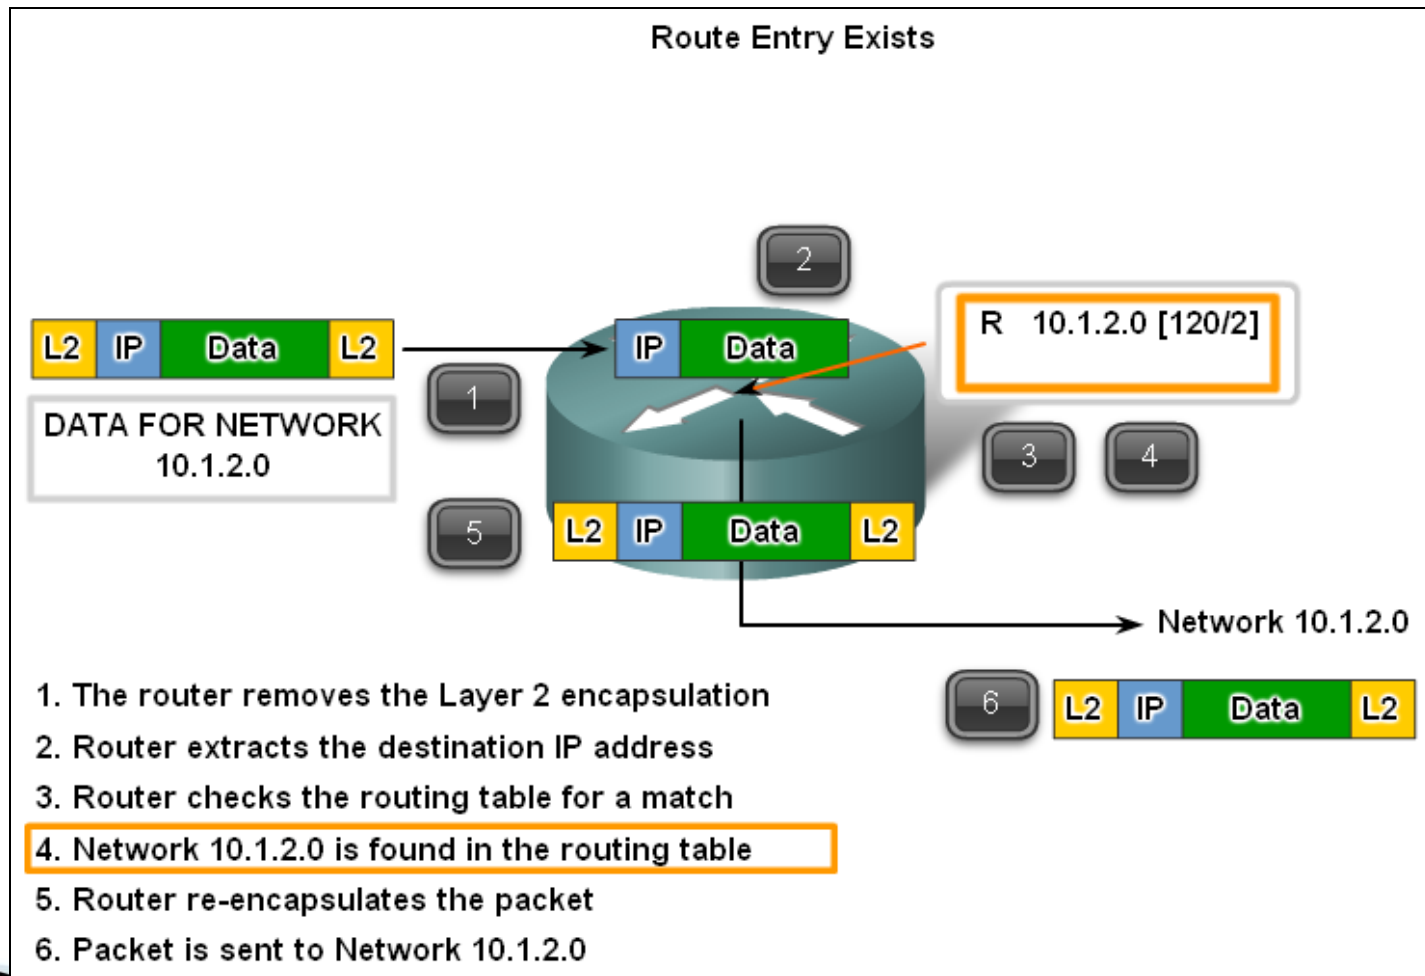 Route Entry Exists
2
R 10.1.2.0 [120/2]
L2 IP Data L2
IP Data
1
DATA FOR NETWORK
10.1.2.0
3
4
5
L2 IP Data L2
Network 10.1.2.0
6
L2 IP Data L2
1. The router removes the Layer 2 encapsulation
2. Router extracts the destination IP address
3. Router checks the routing table for a match
4. Network 10.1.2.0 is found in the routing table
5. Router re-encapsulates the packet
6. Packet is sent to Network 10.1.2.0